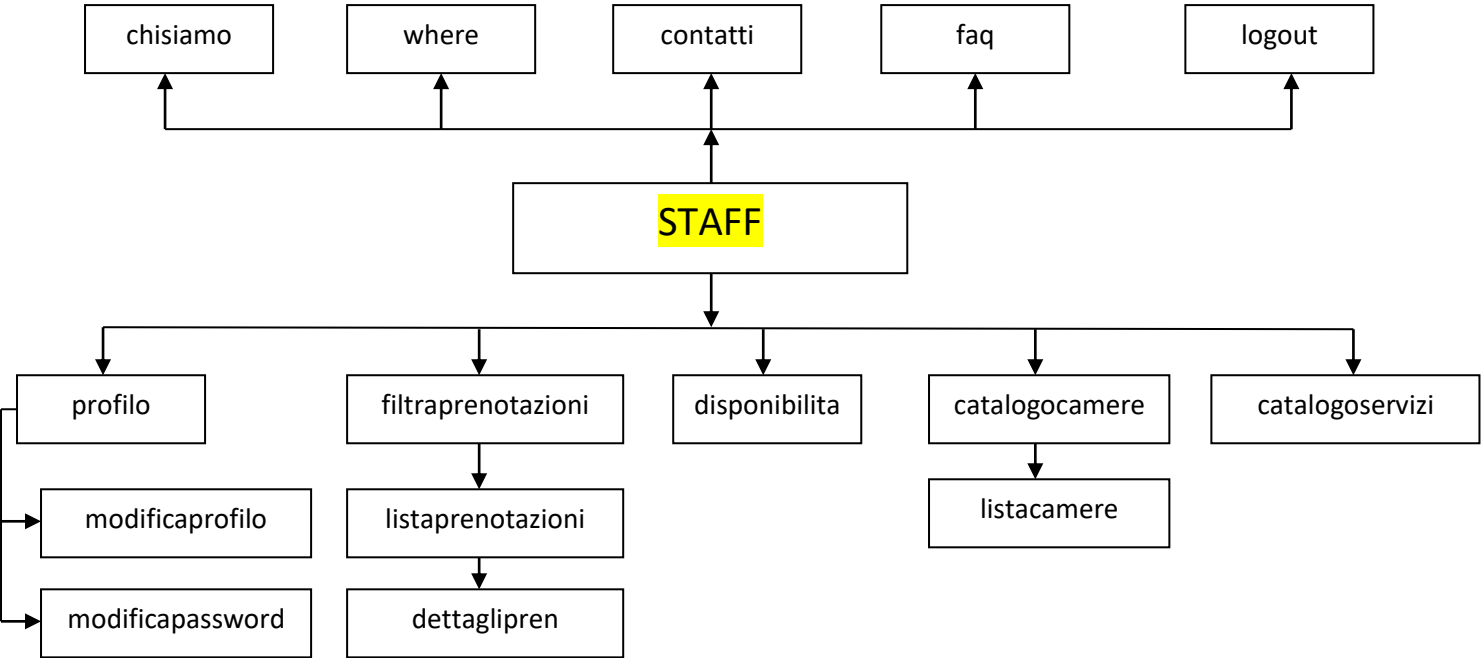 chisiamo
where
contatti
faq
logout
STAFF
profilo
filtraprenotazioni
disponibilita
catalogocamere
catalogoservizi
modificaprofilo
listaprenotazioni
listacamere
modificapassword
dettaglipren